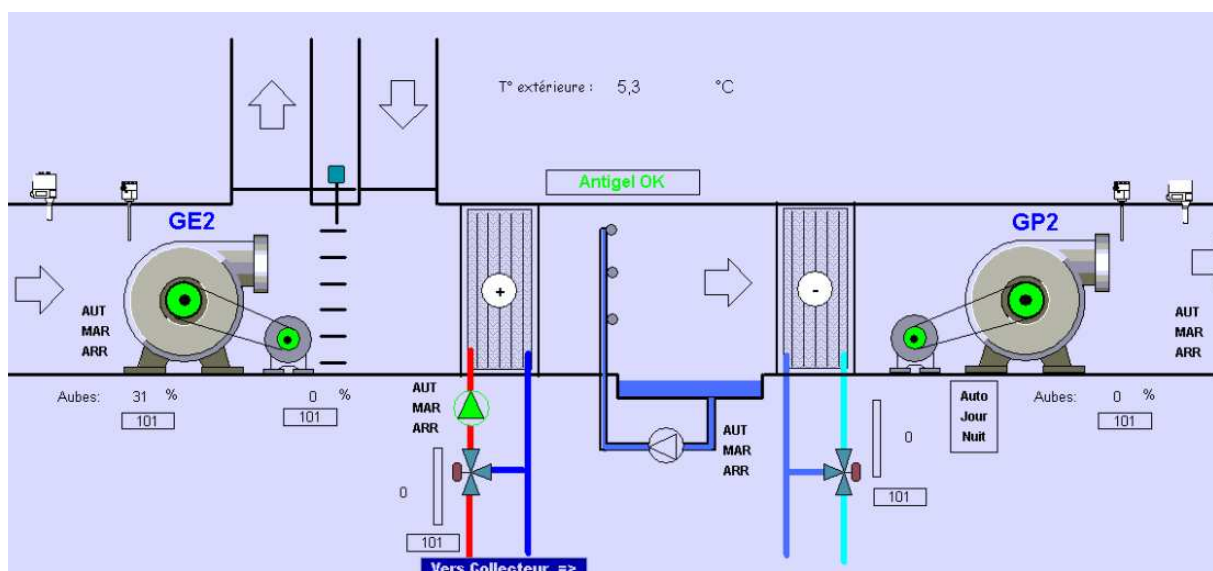 T° extérieure : 5,3 °C
Antigel OK
GE2
GP2
+
-
AUT
MAR
ARR
AUT
MAR
ARR
Aubes: 31 %
101
0 %
101
AUT
MAR
ARR
AUT
MAR
ARR
Auto
Jour
Nuit
Aubes: 0 %
101
0
101
0
101
Vers Collecteur =>